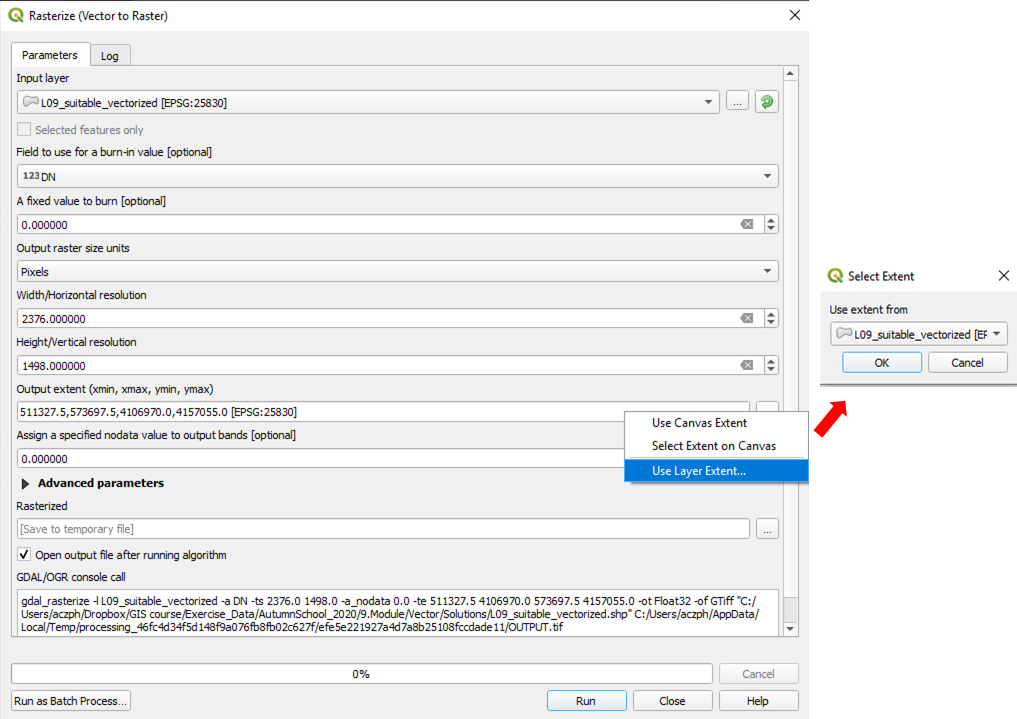 Rasterize (Vector to Raster)
Parameters
Log
Input layer
L09_suitable_vectorized [EPSG:25830]
...
Selected features only
Field to use for a burn-in value [optional]
123 DN
A fixed value to burn [optional]
0.000000
Output raster size units
Pixels
Width/Horizontal resolution
2376.000000
Height/Vertical resolution
1498.000000
Output extent (xmin, xmax, ymin, ymax)
511327.5,573697.5,4106970.0,4157055.0 [EPSG:25830]
Use Canvas Extent
Select Extent on Canvas
Use Layer Extent...
Assign a specified nodata value to output bands [optional]
0.000000
Advanced parameters
Rasterized
[Save to temporary file]
...
Open output file after running algorithm
GDAL/OGR console call
gdal_rasterize -l L09_suitable_vectorized -a DN -ts 2376.0 1498.0 -a_nodata 0.0 -te 511327.5 4106970.0 573697.5 4157055.0 -ot Float32 -of GTiff "C:/
Users/aczph/Dropbox/GIS course/Exercise_Data/AutumnSchool_2020/9.Module/Vector/Solutions/L09_suitable_vectorized.shp" C:/Users/aczph/AppData/
Local/Temp/processing_46fc4d34f5d148f9a076fb8fb02c627f/efe5e221927a4d7a8b25108fccdade11/OUTPUT.tif
0%
Cancel
Run as Batch Process...
Run
Close
Help
Select Extent
Use extent from
L09_suitable_vectorized [EP
OK
Cancel